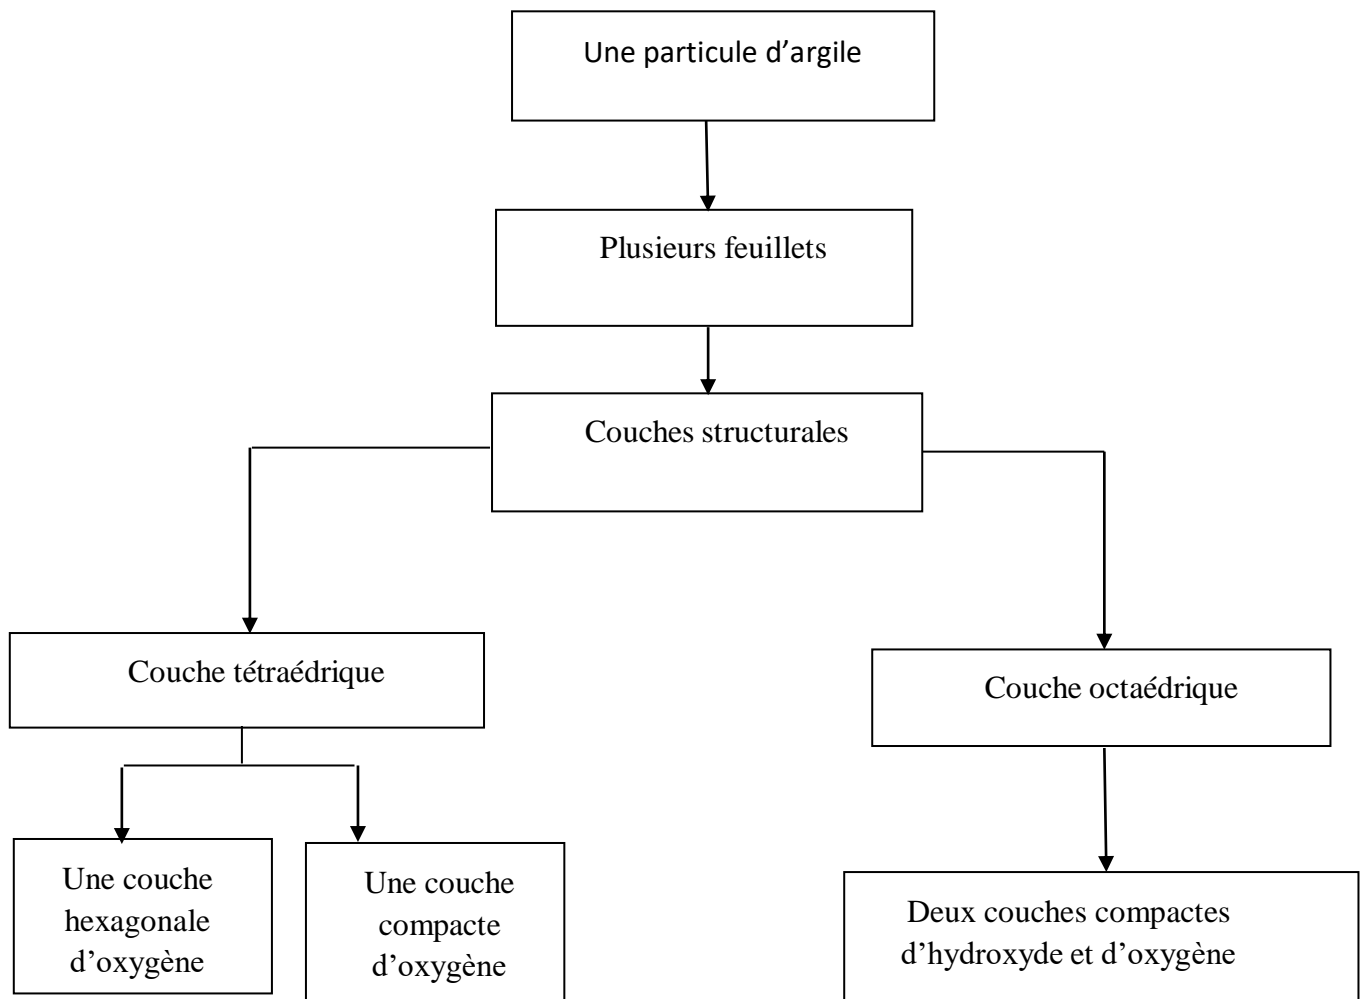 Une particule d’argile
Plusieurs feuillets
Couches structurales
Couche tétraédrique
Couche octaédrique
Une couche
hexagonale
d’oxygène
Une couche
compacte
d’oxygène
Deux couches compactes
d’hydroxyde et d’oxygène